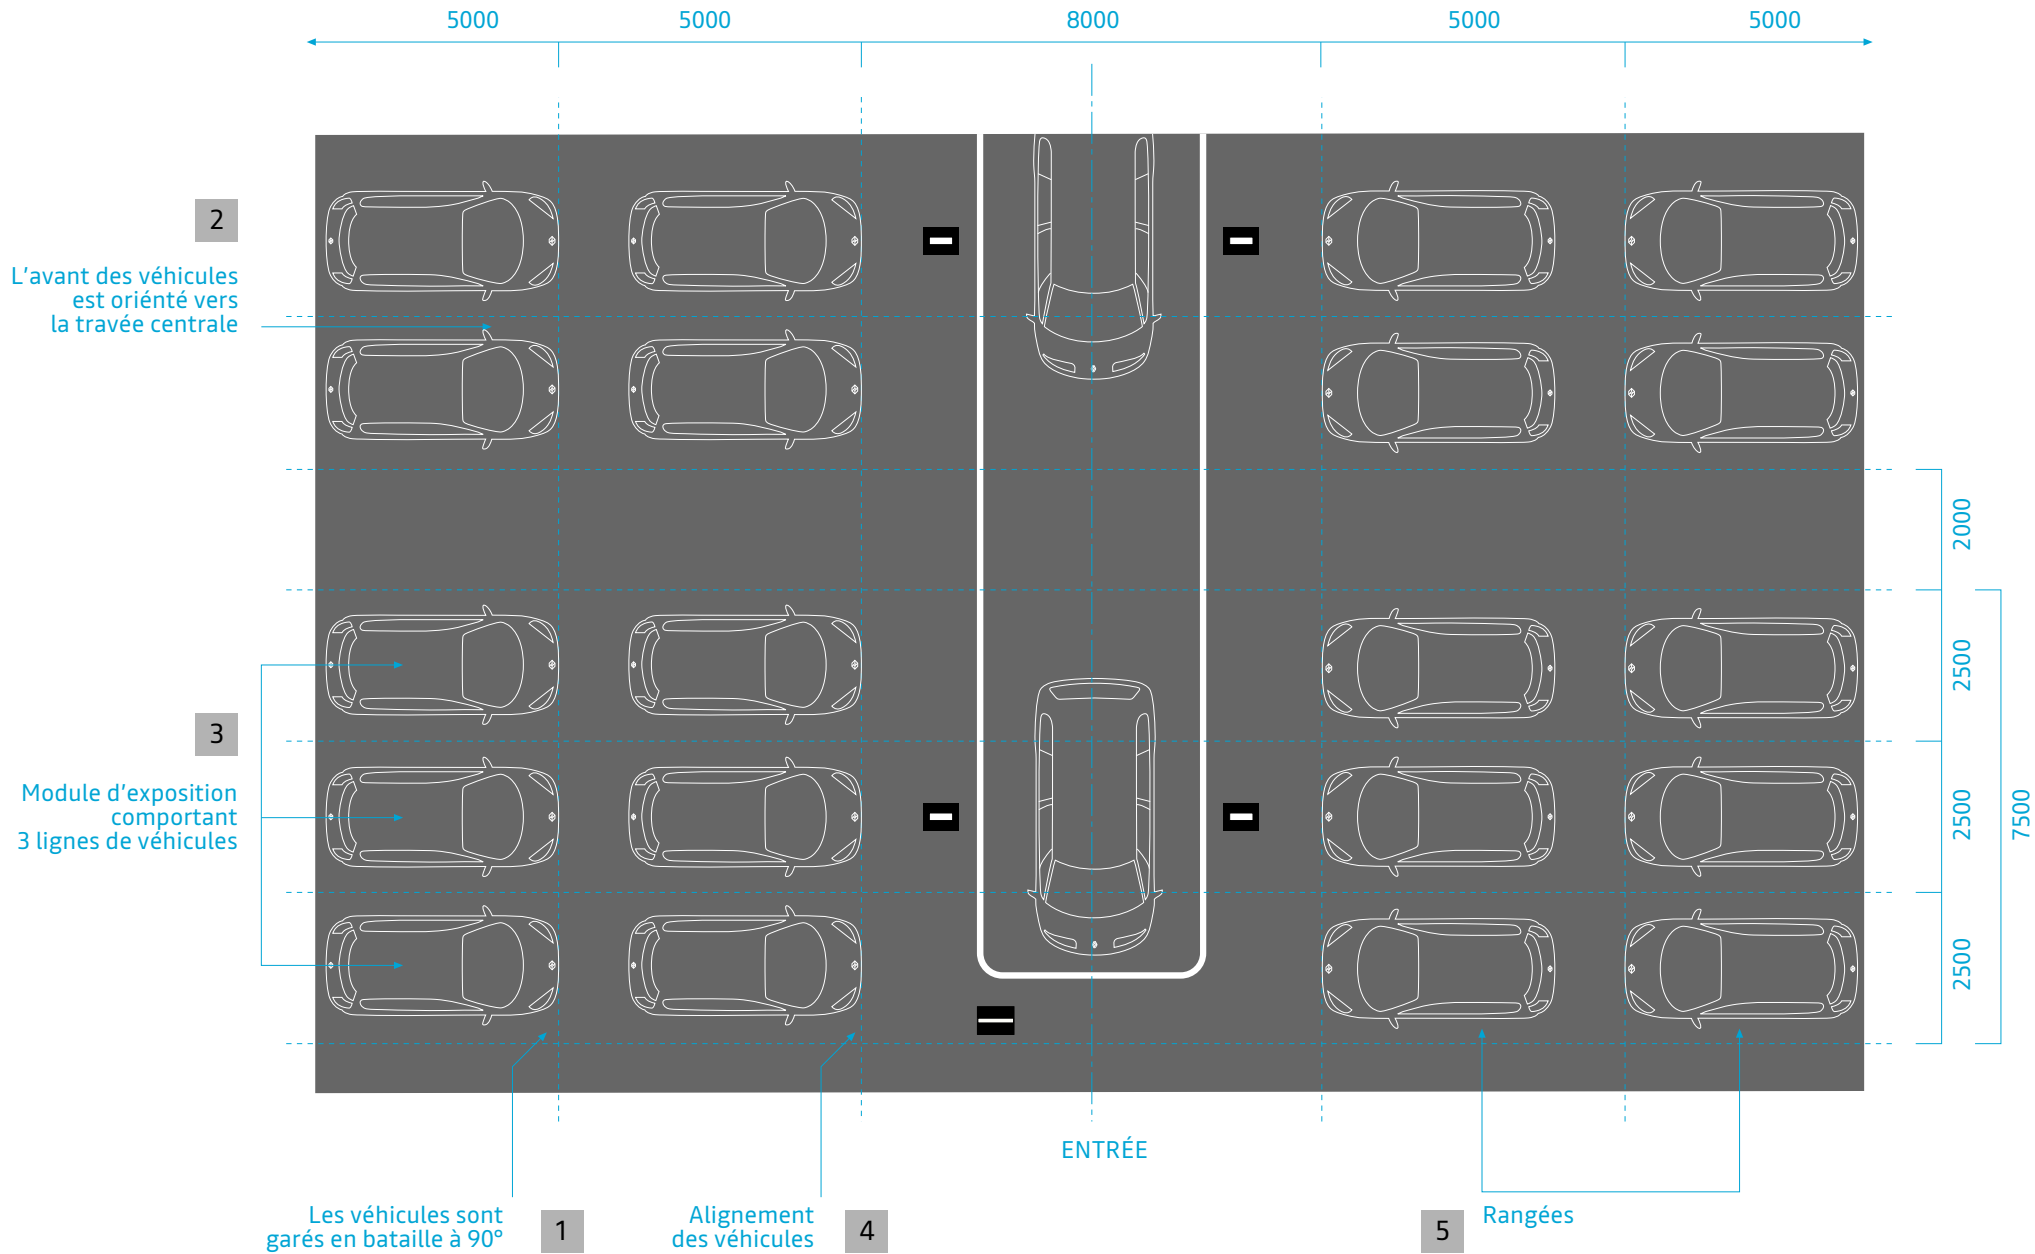 5000 5000 8000 5000 5000
2
L'avant des véhicules
est oriénté vers
la travée centrale
2000
2500
3
Module d'exposition
comportant
3 lignes de véhicules
2500
7500
2500
ENTRÉE
Les véhicules sont
garés en bataille à 90°
1
Alignement
des véhicules
4
5
Rangées